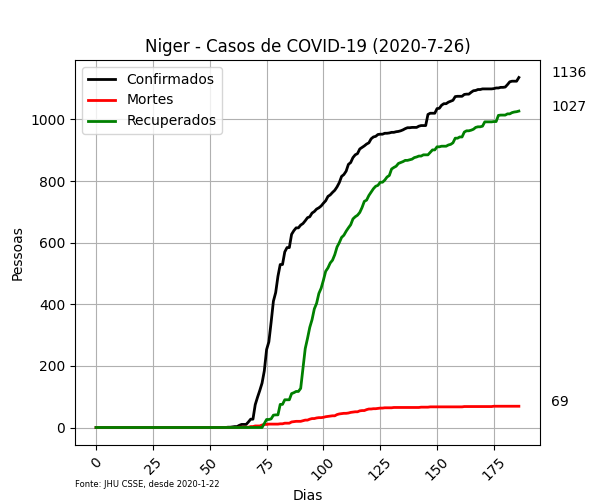 Niger - Casos de COVID-19 (2020-7-26)
Confirmados
Mortes
Recuperados
1136
1027
69
Pessoas
1000
800
600
400
200
0
0
25
50
75
100
125
150
175
Fonte: JHU CSSE, desde 2020-1-22
Dias